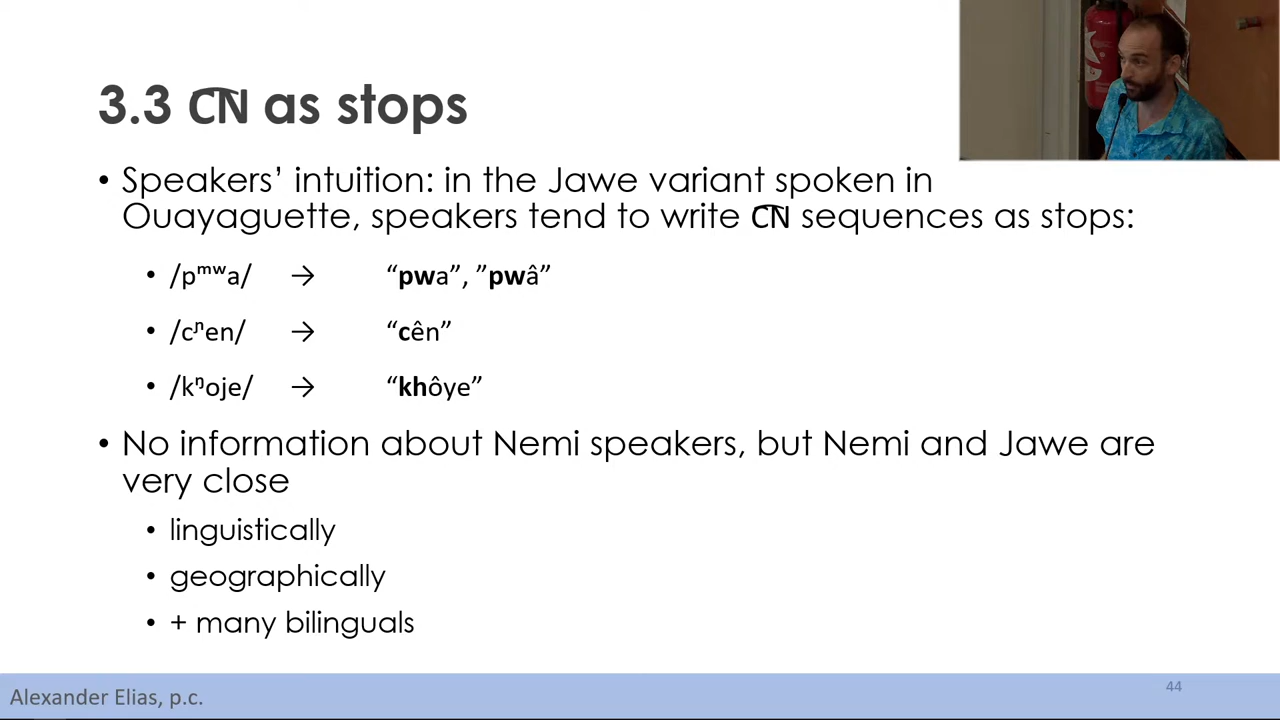 3.3 C͡N as stops
• Speakers’ intuition: in the Jawe variant spoken in
Ouayaguette, speakers tend to write C͡N sequences as stops:
• /pᵐʷa/ → “pwa”, ”pwâ”
• /cᶮen/ → “cên”
• /kᵑoje/ → “khôye”
• No information about Nemi speakers, but Nemi and Jawe are
very close
• linguistically
• geographically
• + many bilinguals
Alexander Elias, p.c.
44